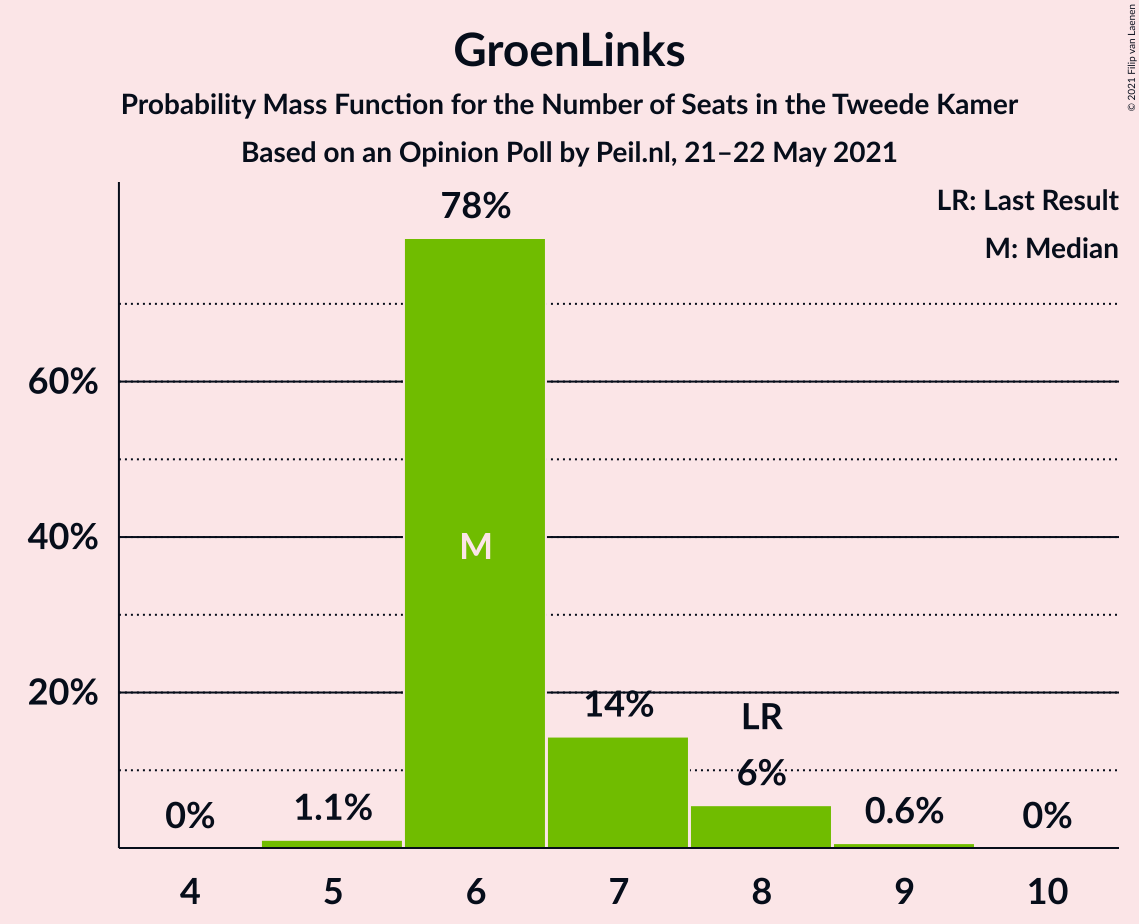 GroenLinks
Probability Mass Function for the Number of Seats in the Tweede Kamer
Based on an Opinion Poll by Peil.nl, 21–22 May 2021
© 2021 Filip van Laenen
LR: Last Result
M: Median
78%
60%
40%
M
20%
14%
LR
6%
0%
1.1%
0.6%
0%
4
5
6
7
8
9
10